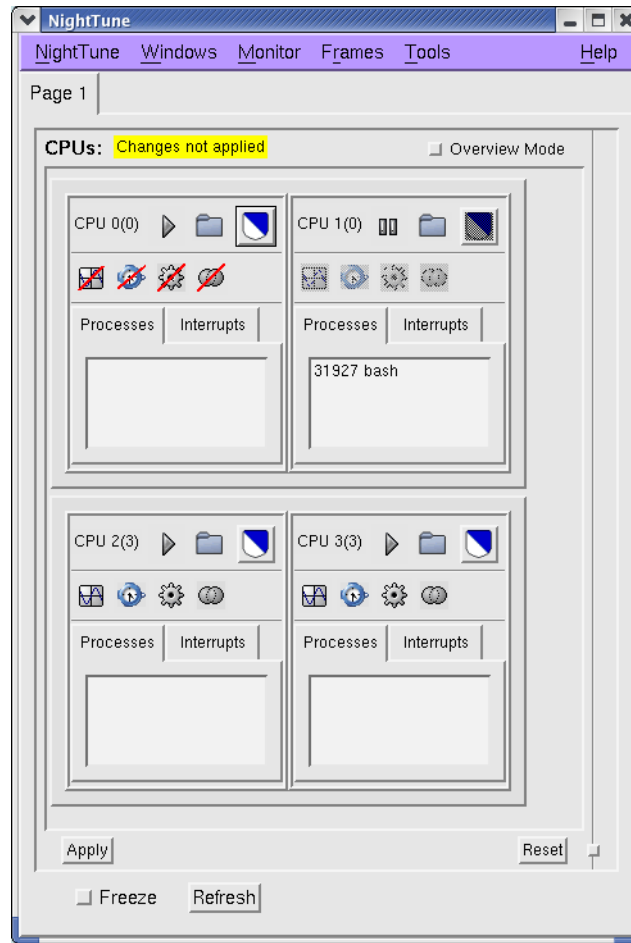 NightTune
NightTune Windows Monitor Frames Tools Help
Page 1
CPUs: Changes not applied Overview Mode
CPU 0(0) CPU 1(0)
Processes Interrupts Processes Interrupts
31927 bash
CPU 2(3) CPU 3(3)
Processes Interrupts Processes Interrupts
Apply Reset
Freeze Refresh